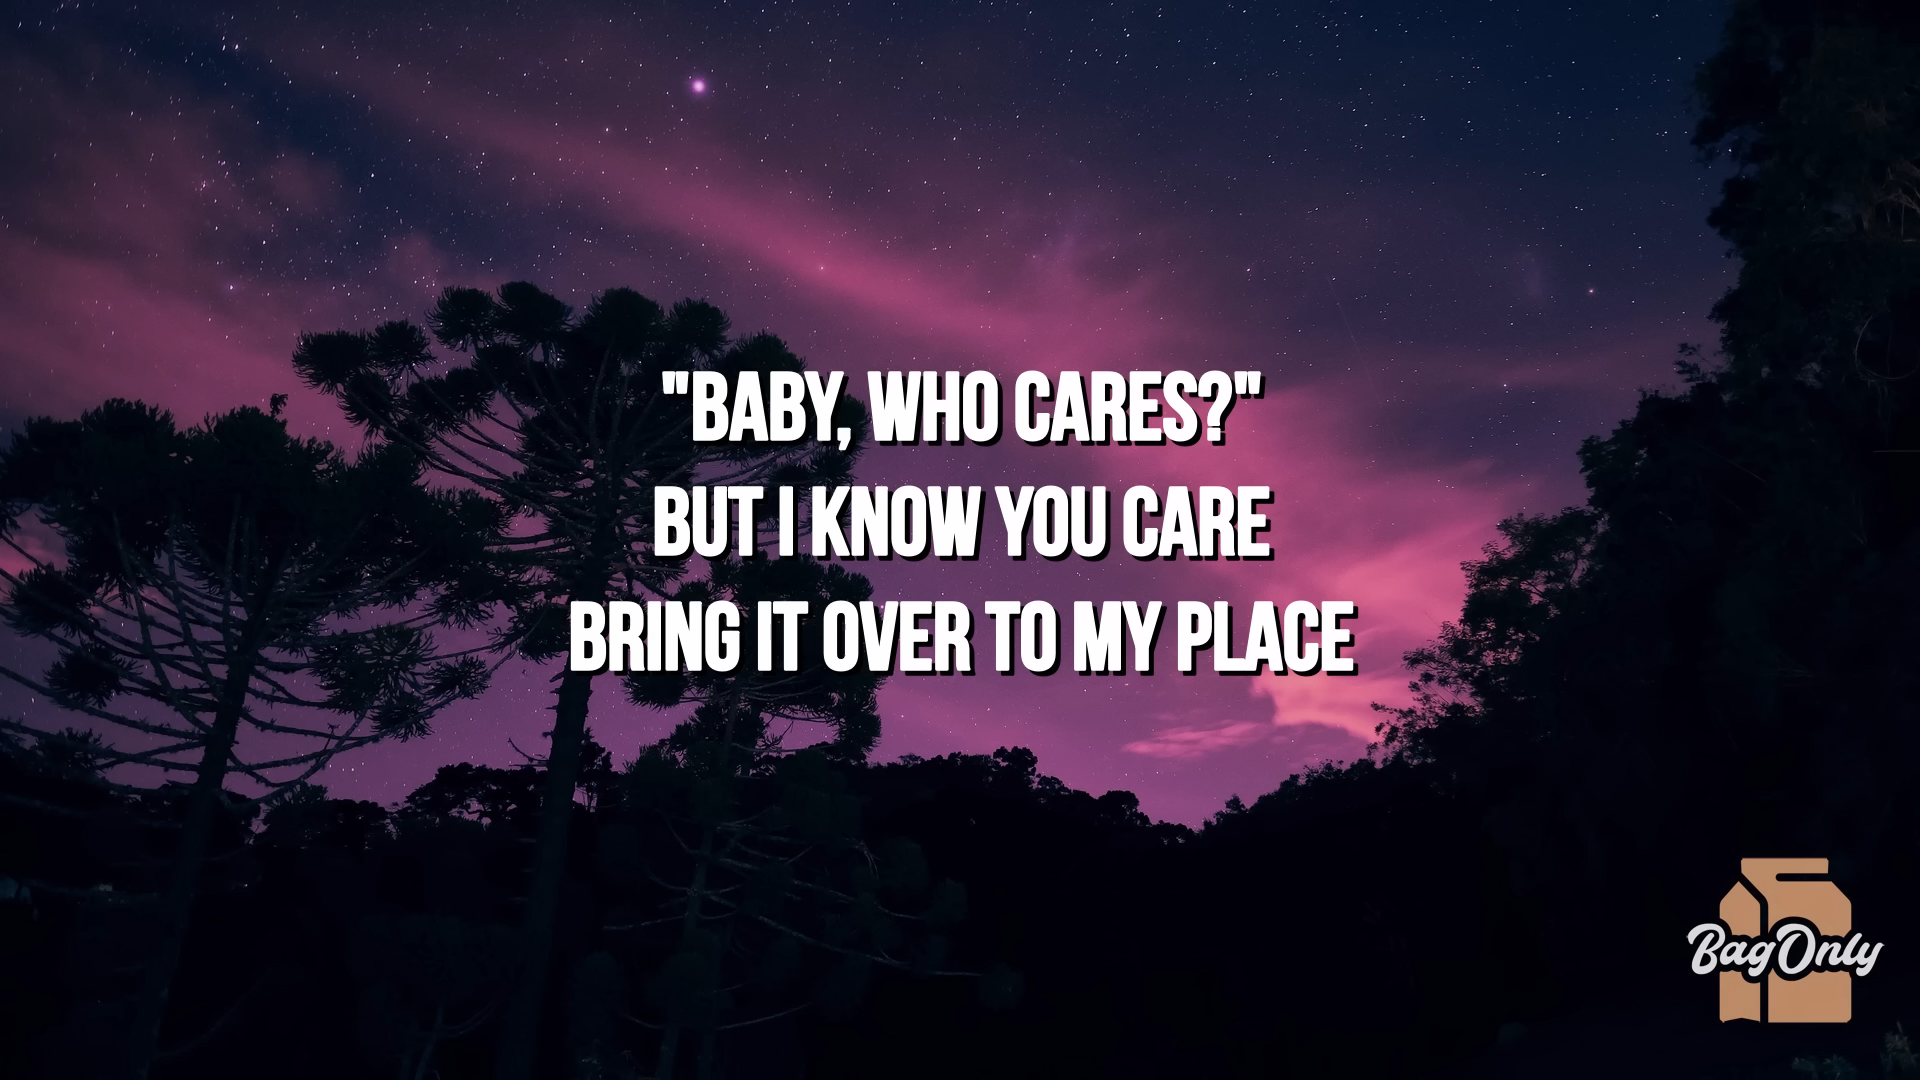 "BABY, WHO CARES?"
BUT I KNOW YOU CARE
BRING IT OVER TO MY PLACE
BagOnly